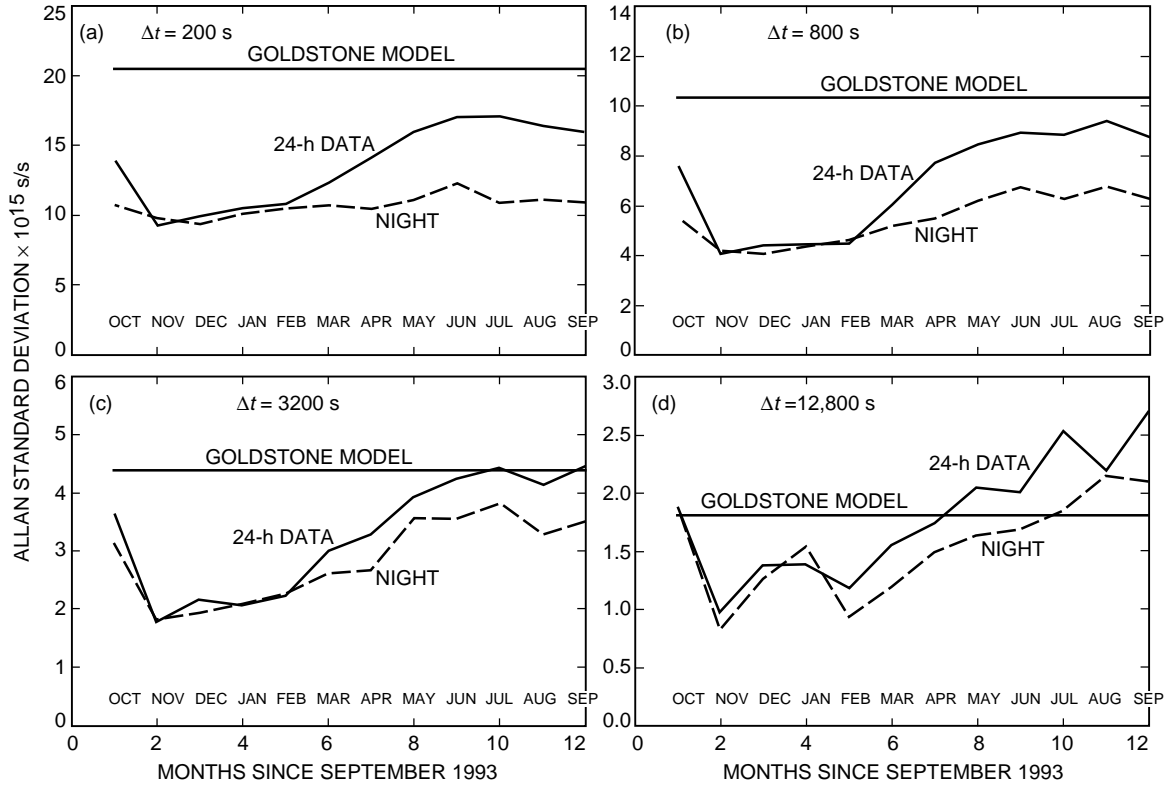 ALLAN STANDARD DEVIATION × 10¹⁵ s/s
(a) Δt = 200 s
GOLDSTONE MODEL
24-h DATA
NIGHT
25
20
15
10
5
0
OCT NOV DEC JAN FEB MAR APR MAY JUN JUL AUG SEP
(b) Δt = 800 s
GOLDSTONE MODEL
24-h DATA
NIGHT
14
12
10
8
6
4
2
0
OCT NOV DEC JAN FEB MAR APR MAY JUN JUL AUG SEP
(c) Δt = 3200 s
GOLDSTONE MODEL
24-h DATA
NIGHT
6
5
4
3
2
1
0
OCT NOV DEC JAN FEB MAR APR MAY JUN JUL AUG SEP
0 2 4 6 8 10 12
MONTHS SINCE SEPTEMBER 1993
(d) Δt =12,800 s
24-h DATA
GOLDSTONE MODEL
NIGHT
3.0
2.5
2.0
1.5
1.0
0.5
0.0
OCT NOV DEC JAN FEB MAR APR MAY JUN JUL AUG SEP
0 2 4 6 8 10 12
MONTHS SINCE SEPTEMBER 1993